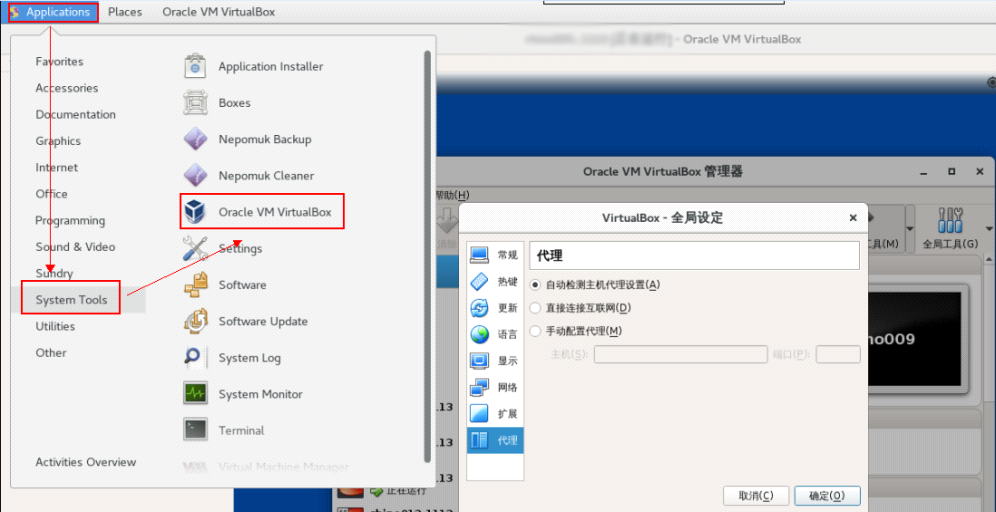 Applications Places Oracle VM VirtualBox
- Oracle VM VirtualBox
Favorites
Accessories
Documentation
Graphics
Internet
Office
Programming
Sound & Video
Sundry
System Tools
Utilities
Other
Activities Overview
Application Installer
Boxes
Nepomuk Backup
Nepomuk Cleaner
Oracle VM VirtualBox
Settings
Software
Software Update
System Log
System Monitor
Terminal
Virtual Machine Manager
Oracle VM VirtualBox 管理器
帮助(H)
清除
工具(M) 全局工具(G)
VirtualBox - 全局设定
常规
热键
更新
语言
显示
网络
扩展
代理
代理
自动检测主机代理设置(A)
直接连接互联网(D)
手动配置代理(M)
主机(S): 端口(P):
取消(C) 确定(O)
no009
.13
.13
.13
正在运行